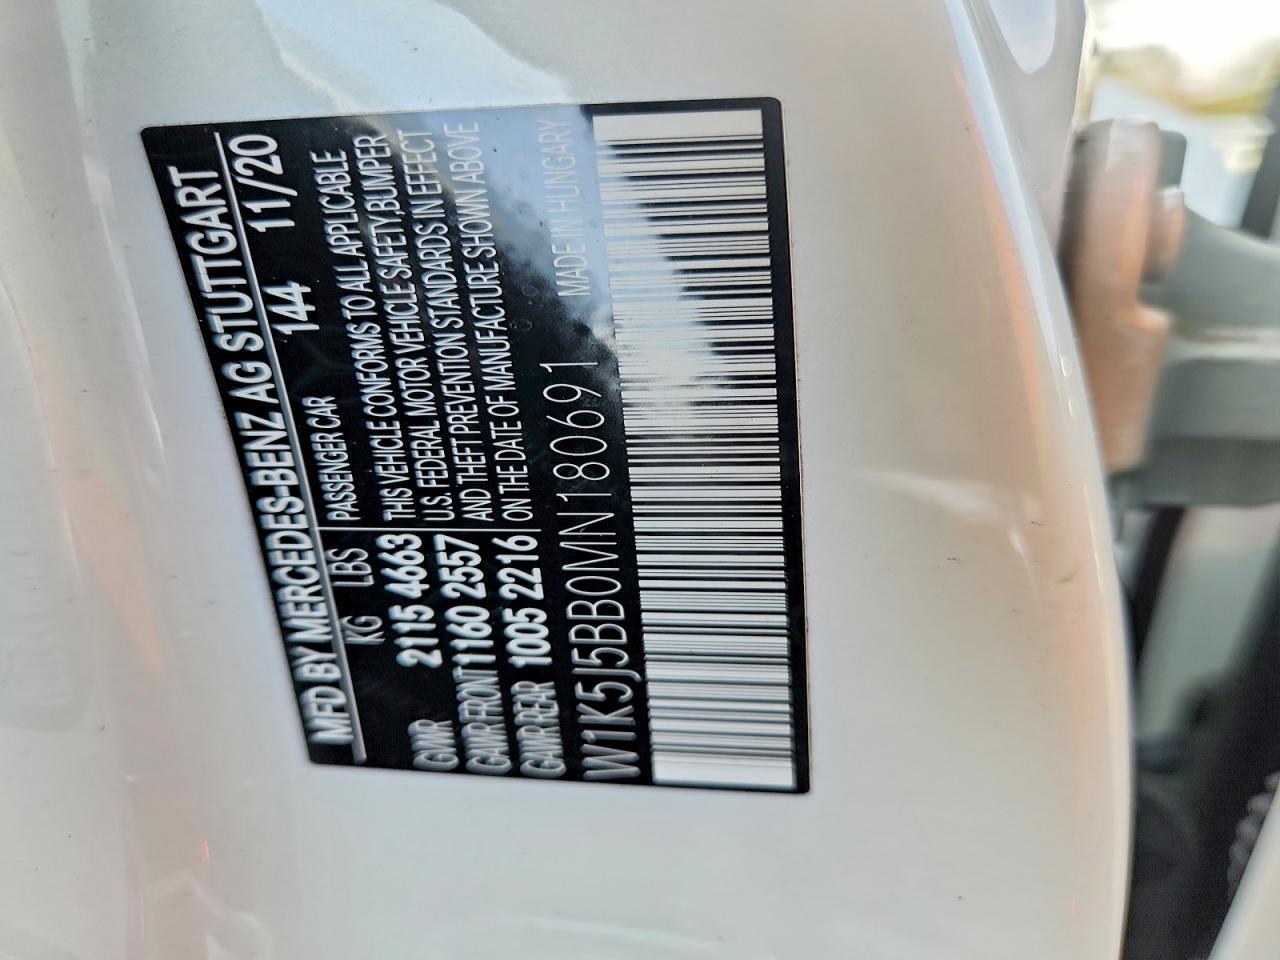 MFD BY MERCEDES-BENZ AG STUTTGART
144 11/20
KG LBS PASSENGER CAR
GVWR 2115 4663
GAWR FRONT 1160 2557
GAWR REAR 1005 2216
THIS VEHICLE CONFORMS TO ALL APPLICABLE
U.S. FEDERAL MOTOR VEHICLE SAFETY,BUMPER
AND THEFT PREVENTION STANDARDS IN EFFECT
ON THE DATE OF MANUFACTURE SHOWN ABOVE
W1K5J5BB0MN180691
MADE IN HUNGARY